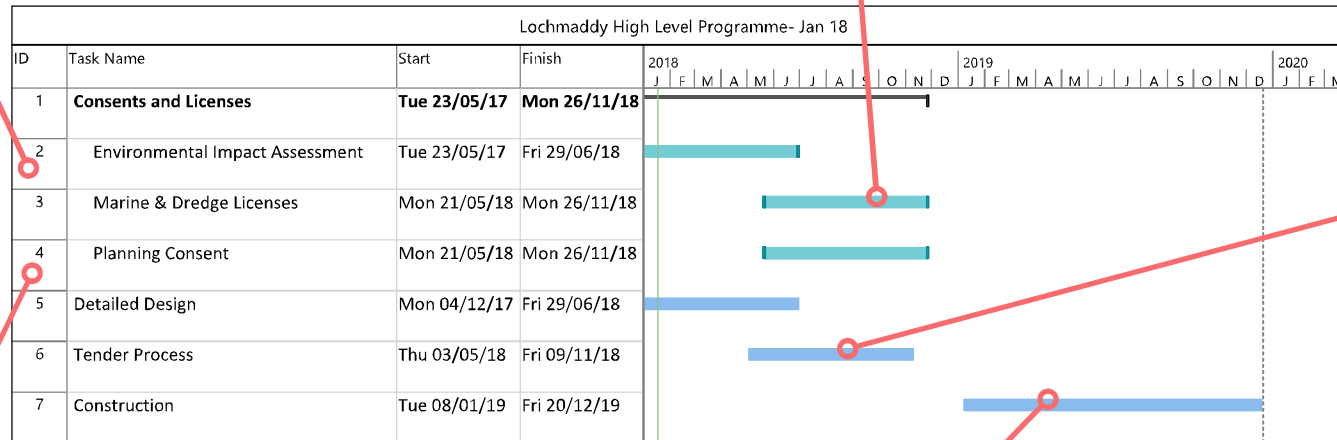 Lochmaddy High Level Programme- Jan 18
ID Task Name Start Finish 2018 2019 2020
J F M A M J J A S O N D J F M A M J J A S O N D J F M
1 Consents and Licenses Tue 23/05/17 Mon 26/11/18
2 Environmental Impact Assessment Tue 23/05/17 Fri 29/06/18
3 Marine & Dredge Licenses Mon 21/05/18 Mon 26/11/18
4 Planning Consent Mon 21/05/18 Mon 26/11/18
5 Detailed Design Mon 04/12/17 Fri 29/06/18
6 Tender Process Thu 03/05/18 Fri 09/11/18
7 Construction Tue 08/01/19 Fri 20/12/19